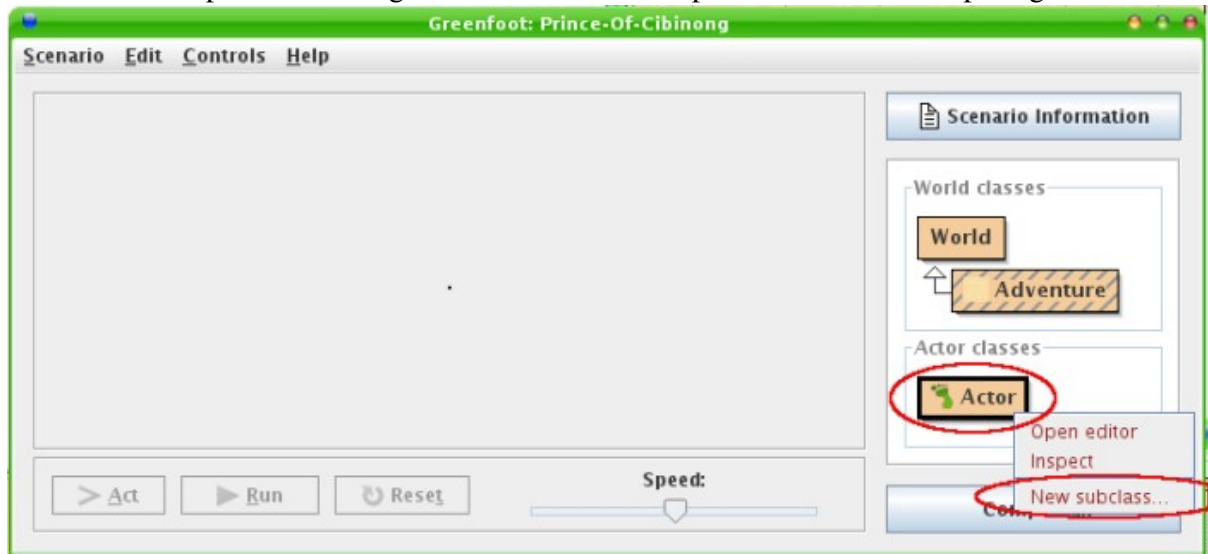 Greenfoot: Prince-Of-Cibinong
Scenario Edit Controls Help
Scenario Information
World classes
World
Adventure
Actor classes
Actor
Open editor
Inspect
New subclass...
> Act
Run
Reset
Speed: